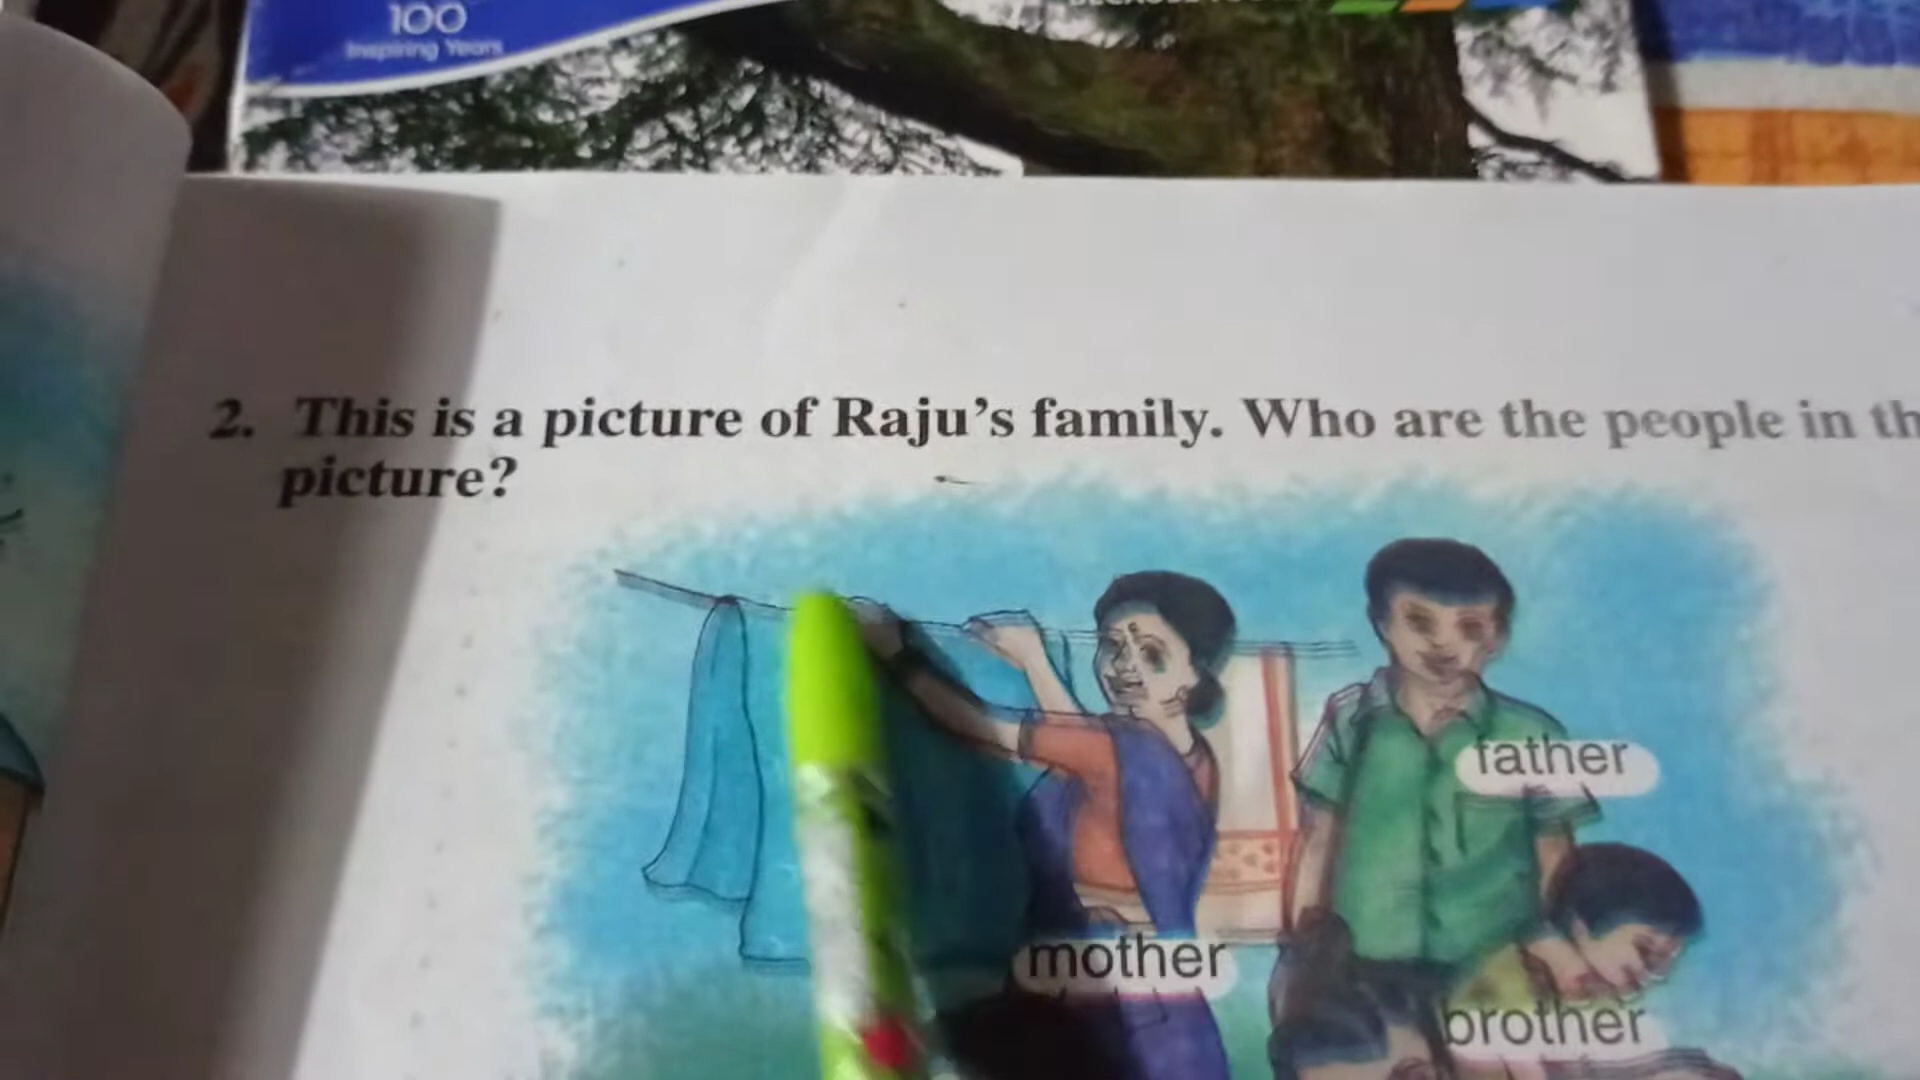 100
Inspiring Years
2. This is a picture of Raju's family. Who are the people in
picture?
father
mother
brother